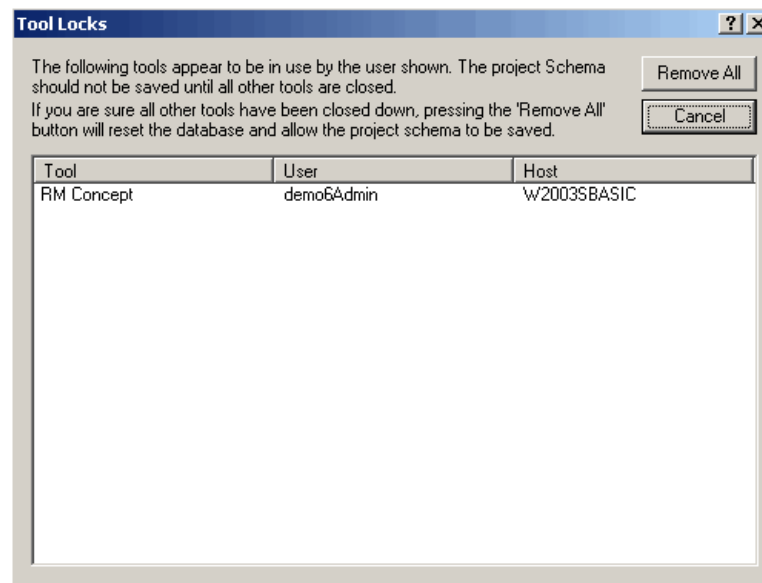 Tool Locks
The following tools appear to be in use by the user shown. The project Schema
should not be saved until all other tools are closed.
If you are sure all other tools have been closed down, pressing the 'Remove All'
button will reset the database and allow the project schema to be saved.
Remove All
Cancel
Tool User Host
RM Concept demo6Admin W2003SBASIC